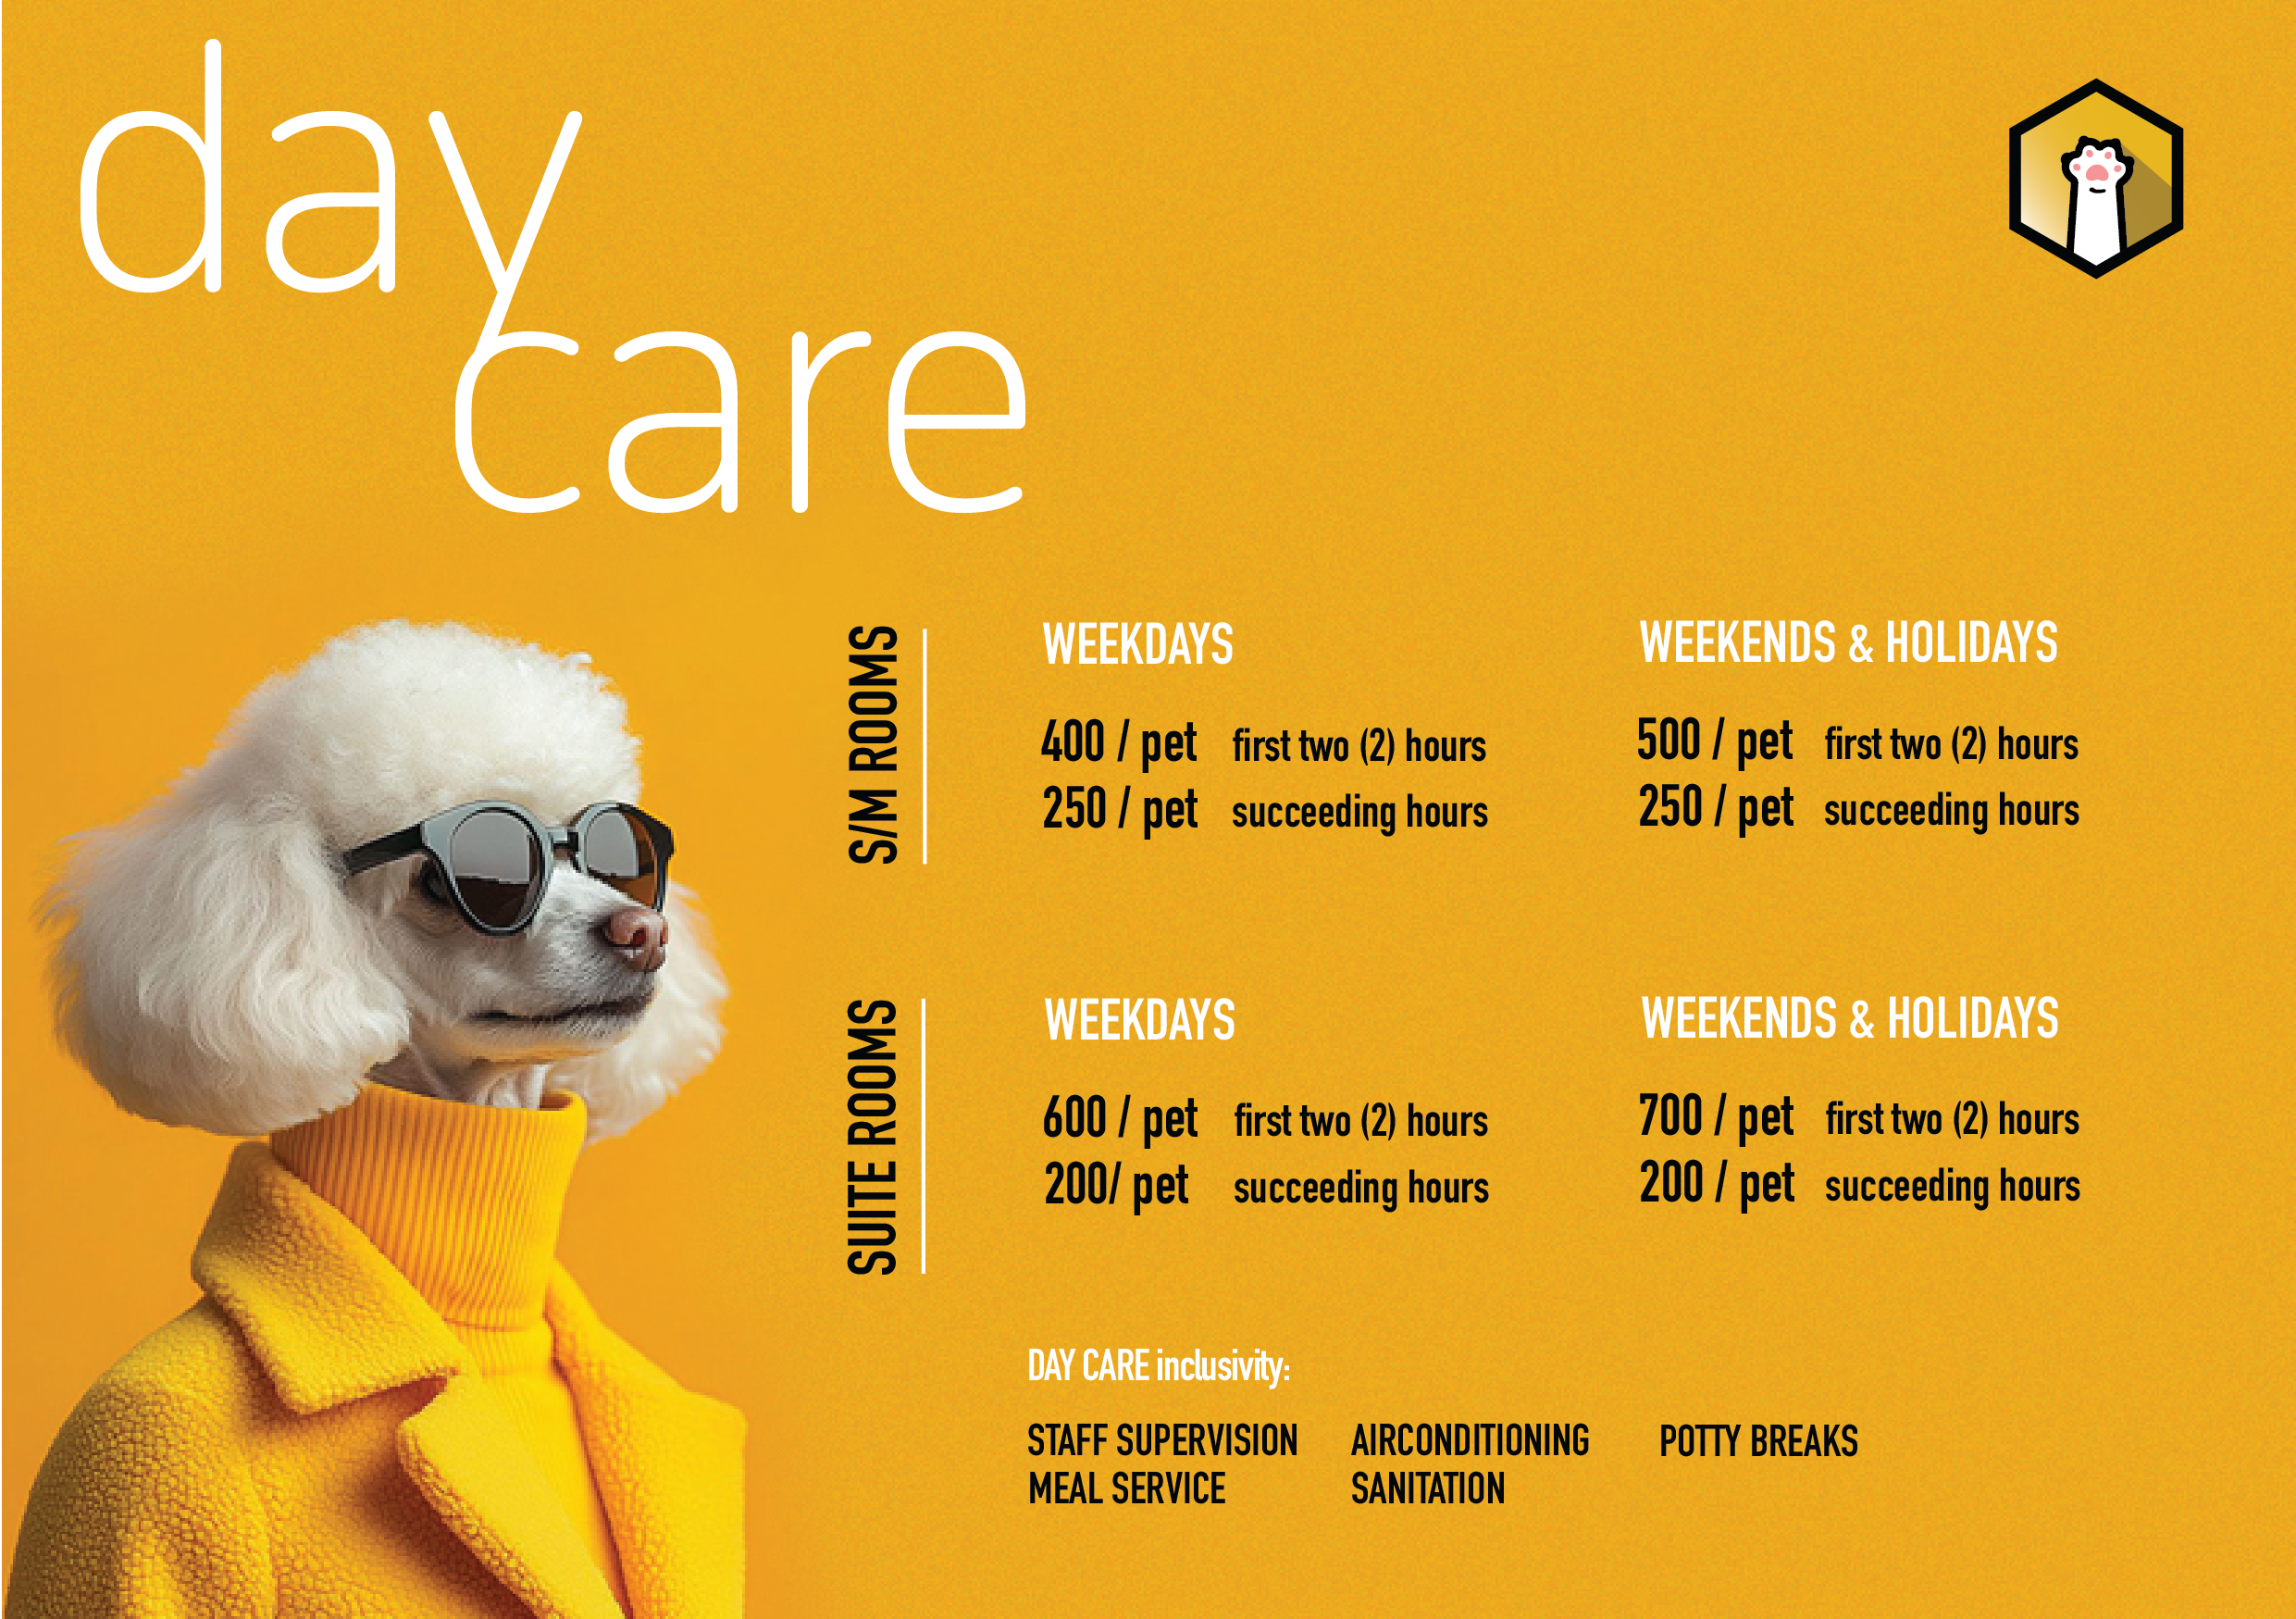 day
care
S/M ROOMS
WEEKDAYS
400 / pet first two (2) hours
250 / pet succeeding hours
WEEKENDS & HOLIDAYS
500 / pet first two (2) hours
250 / pet succeeding hours
SUITE ROOMS
WEEKDAYS
600 / pet first two (2) hours
200/ pet succeeding hours
WEEKENDS & HOLIDAYS
700 / pet first two (2) hours
200 / pet succeeding hours
DAY CARE inclusivity:
STAFF SUPERVISION
MEAL SERVICE
AIRCONDITIONING
SANITATION
POTTY BREAKS